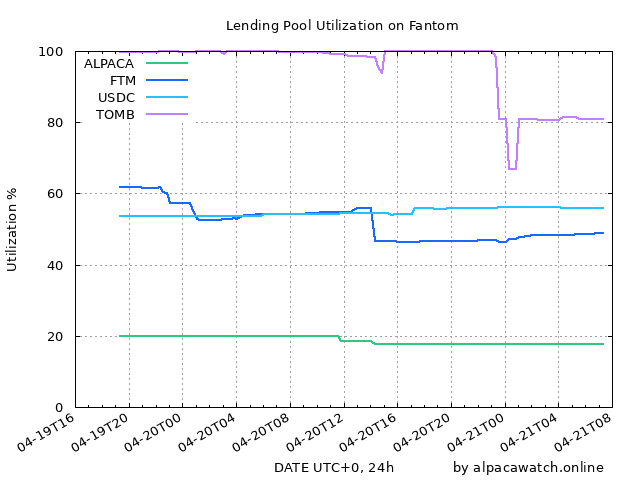 Lending Pool Utilization on Fantom
100
80
60
40
20
0
Utilization %
ALPACA
FTM
USDC
TOMB
04-19T16
04-19T20
04-20T00
04-20T04
04-20T08
04-20T12
04-20T16
04-20T20
04-21T00
04-21T04
04-21T08
DATE UTC+0, 24h
by alpacawatch.online